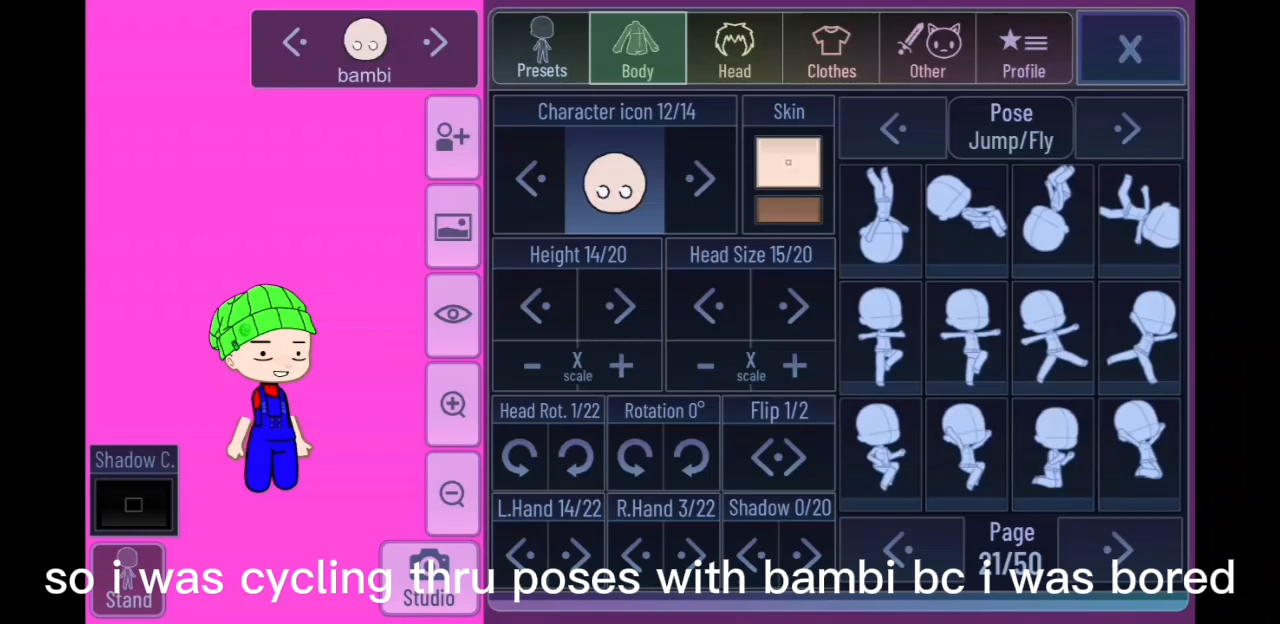 bambi
Presets
Body
Head
Clothes
Other
Profile
X
Character icon 12/14
Skin
Pose
Jump/Fly
Height 14/20
Head Size 15/20
X
scale
X
scale
Head Rot. 1/22
Rotation 0°
Flip 1/2
L.Hand 14/22
R.Hand 3/22
Shadow 0/20
Shadow C.
Page
31/50
Stand
Studio
so i was cycling thru poses with bambi bc i was bored